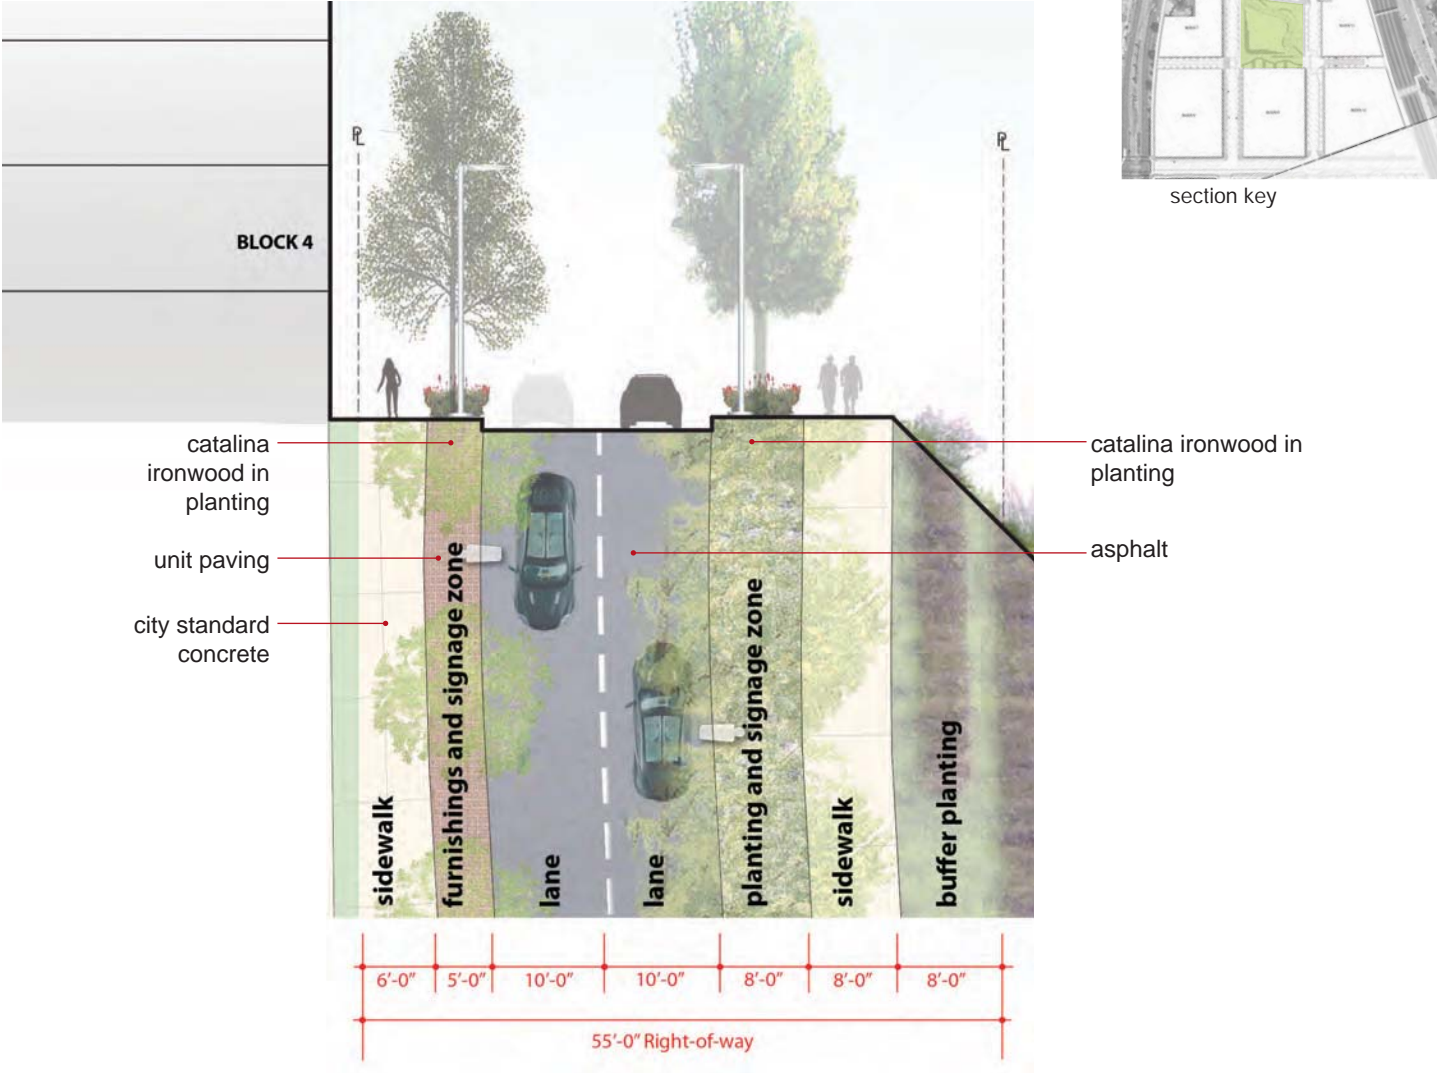 section key
PL
PL
BLOCK 4
catalina
ironwood in
planting
unit paving
city standard
concrete
catalina ironwood in
planting
asphalt
sidewalk
furnishings and signage zone
lane
lane
planting and signage zone
sidewalk
buffer planting
6’-0”
5’-0”
10’-0”
10’-0”
8’-0”
8’-0”
8’-0”
55’-0” Right-of-way